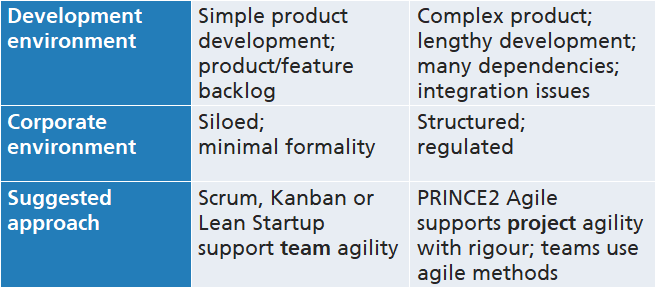 Development environment
Simple product development; product/feature backlog
Complex product; lengthy development; many dependencies; integration issues
Corporate environment
Siloed; minimal formality
Structured; regulated
Suggested approach
Scrum, Kanban or Lean Startup support team agility
PRINCE2 Agile supports project agility with rigour; teams use agile methods